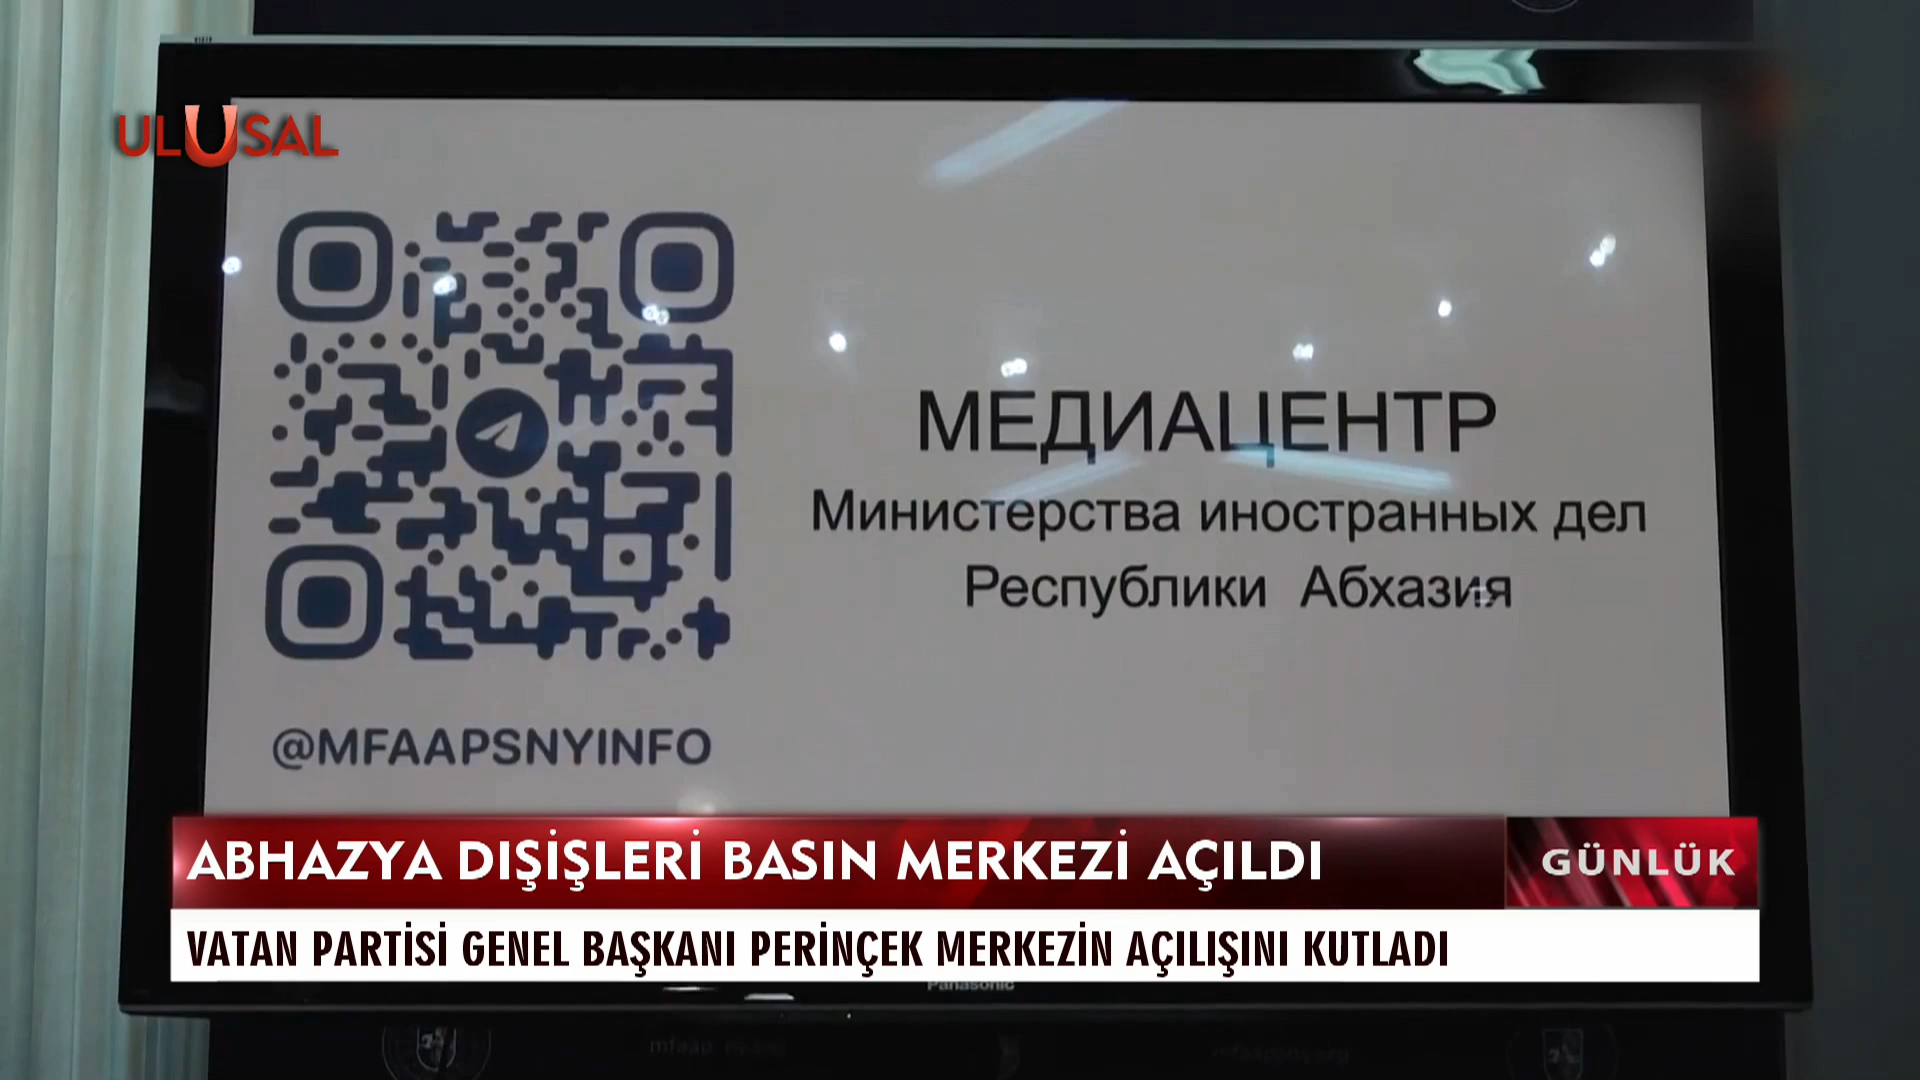 ULUSAL
МЕДИАЦЕНТР
Министерства иностранных дел
Республики Абхазия
@MFAAPSNYINFO
ABHAZYA DIŞİŞLERİ BASIN MERKEZİ AÇILDI
GÜNLÜK
VATAN PARTİSİ GENEL BAŞKANI PERİNÇEK MERKEZİN AÇILIŞINI KUTLADI
Panasonic